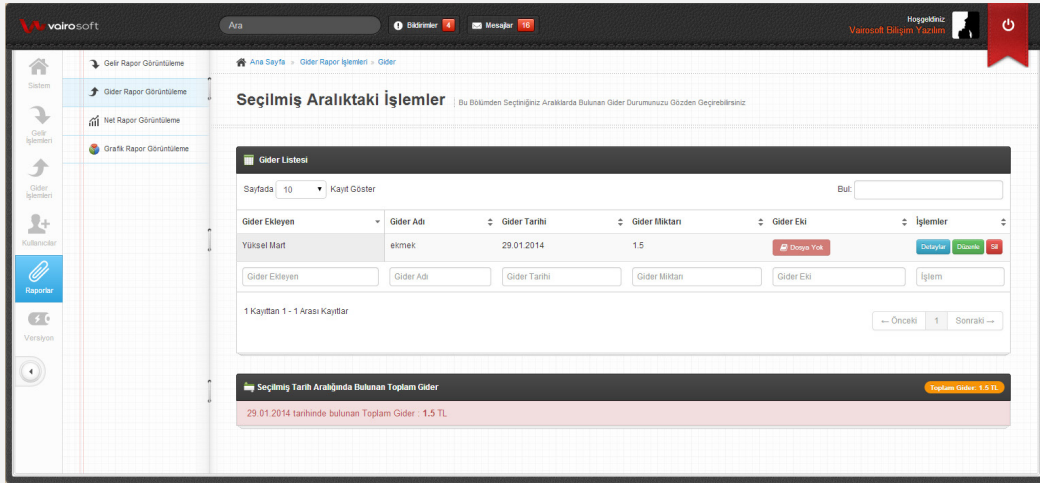 vairosoft
Ara
Bildirimler 4
Mesajlar 16
Hoşgeldiniz
Vairosoft Bilişim Yazılım
Sistem
Gelir İşlemleri
Gider İşlemleri
Kullanıcılar
Raporlar
Versiyon
Gelir Rapor Görüntüleme
Gider Rapor Görüntüleme
Net Rapor Görüntüleme
Grafik Rapor Görüntüleme
Ana Sayfa » Gider Rapor İşlemleri » Gider
Seçilmiş Aralıktaki İşlemler Bu Bölümden Seçtiniğiniz Aralıklarda Bulunan Gider Durumunuzu Gözden Geçirebilirsiniz
Gider Listesi
Sayfada 10 Kayıt Göster
Bul:
Gider Ekleyen Gider Adı Gider Tarihi Gider Miktarı Gider Eki İşlemler
Yüksel Mart ekmek 29.01.2014 1.5 Dosya Yok Detaylar Düzenle Sil
Gider Ekleyen Gider Adı Gider Tarihi Gider Miktarı Gider Eki İşlem
1 Kayıttan 1 - 1 Arası Kayıtlar
← Önceki 1 Sonraki →
Seçilmiş Tarih Aralığında Bulunan Toplam Gider Toplam Gider: 1.5 TL
29.01.2014 tarihinde bulunan Toplam Gider : 1.5 TL